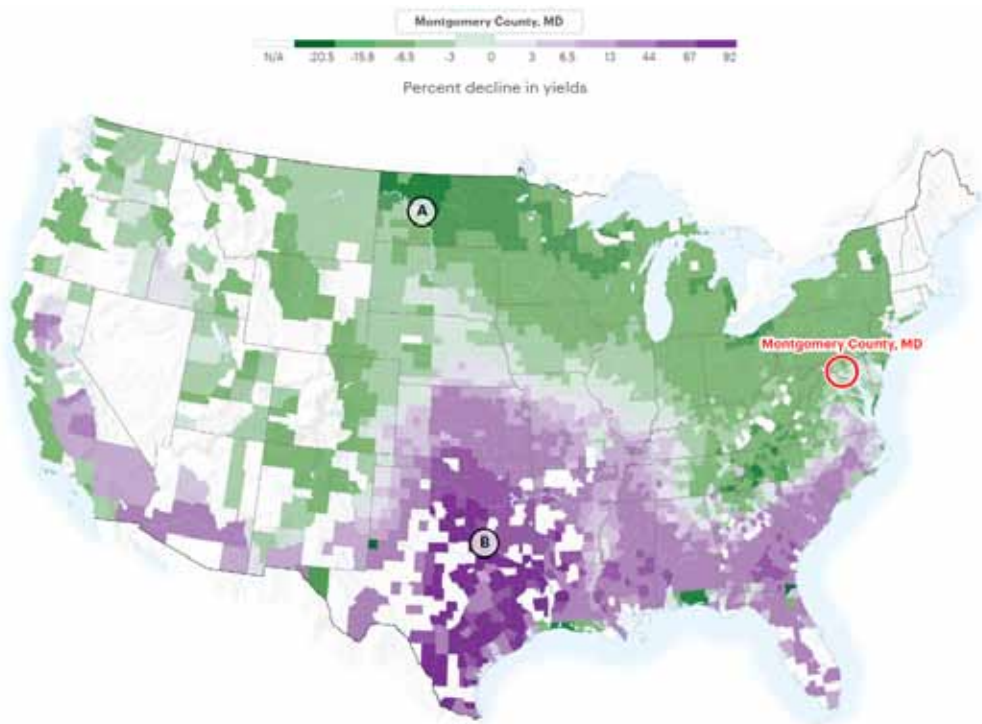 Montgomery County, MD
N/A -20.5 -15.8 -6.5 -3 0 3 6.5 13 44 67 92
Percent decline in yields
A
Montgomery County, MD
B